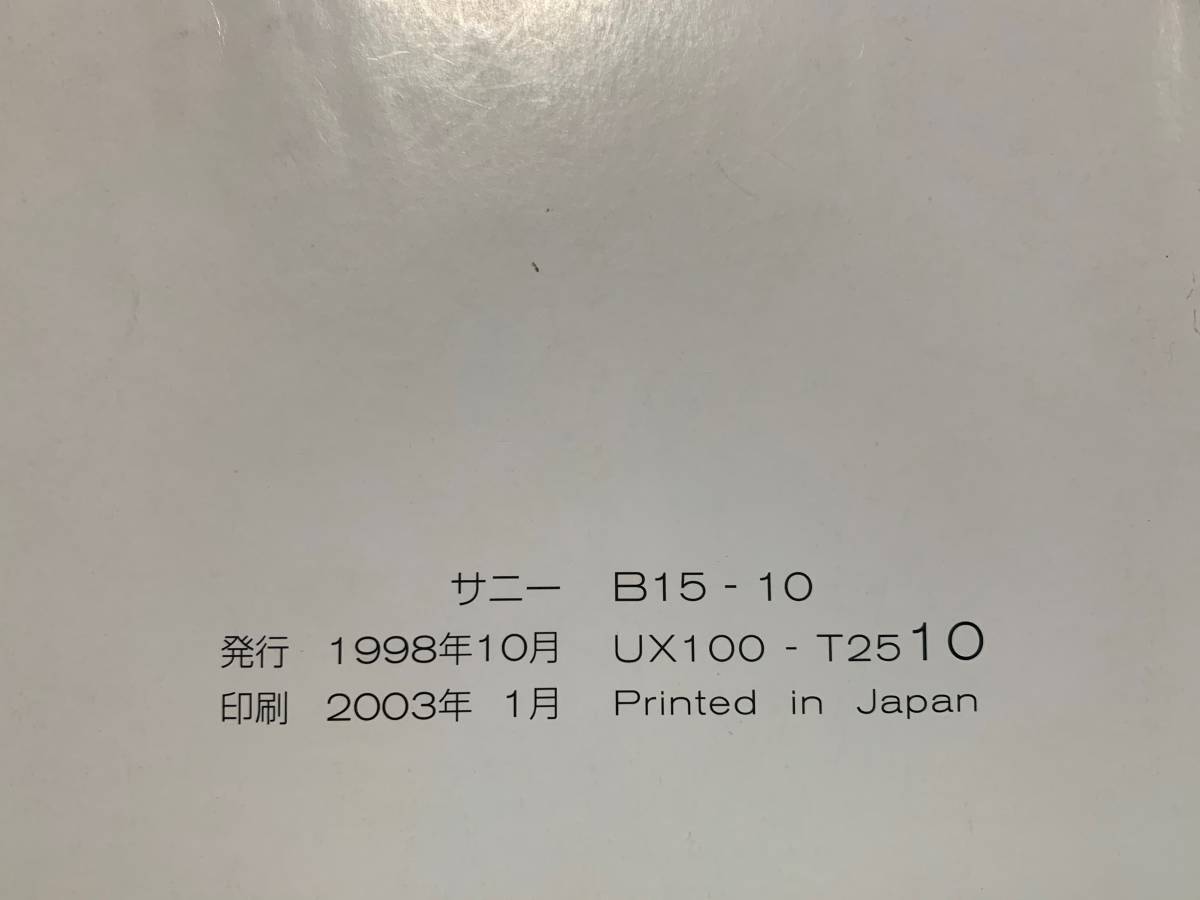 サニー B15 - 10
発行 1998年10月 UX100 - T2510
印刷 2003年 1月 Printed in Japan